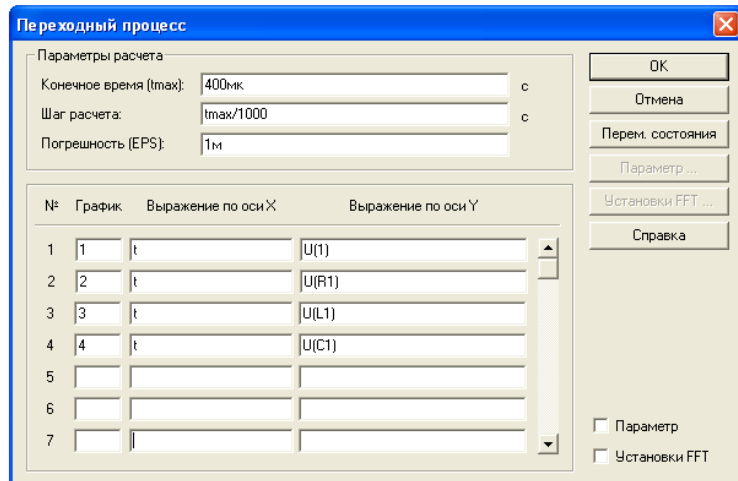 Переходный процесс
Параметры расчета
Конечное время (tmax): 400мк с
Шаг расчета: tmax/1000 с
Погрешность (EPS): 1м
OK
Отмена
Перем. состояния
Параметр ...
Установки FFT ...
Справка
№ График Выражение по оси X Выражение по оси Y
1 1 t U(1)
2 2 t U(R1)
3 3 t U(L1)
4 4 t U(C1)
5
6
7
Параметр
Установки FFT